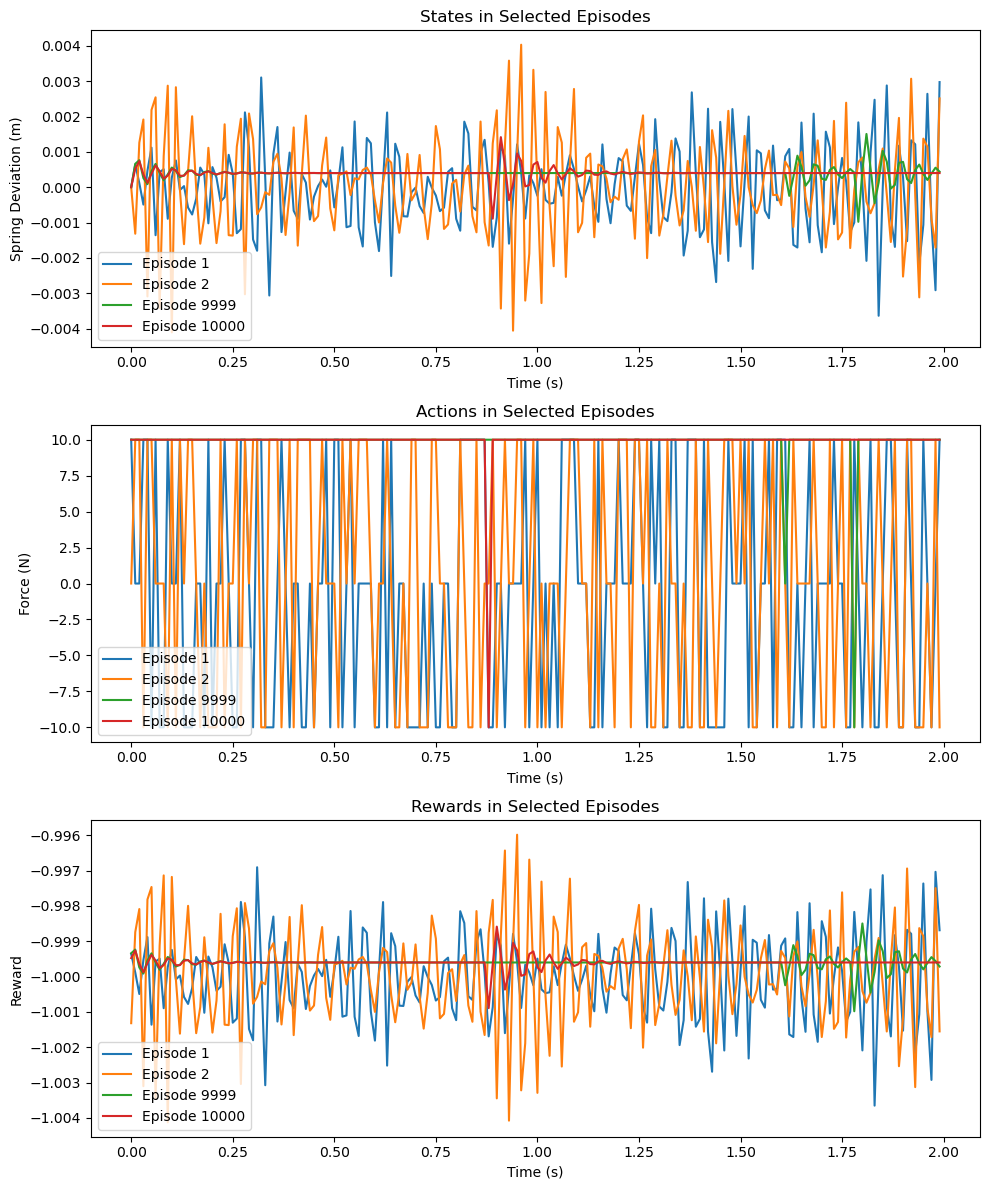 States in Selected Episodes
Spring Deviation (m)
0.004
0.003
0.002
0.001
0.000
−0.001
−0.002
−0.003
−0.004
Episode 1
Episode 2
Episode 9999
Episode 10000
0.00 0.25 0.50 0.75 1.00 1.25 1.50 1.75 2.00
Time (s)
Actions in Selected Episodes
Force (N)
10.0
7.5
5.0
2.5
0.0
−2.5
−5.0
−7.5
−10.0
Episode 1
Episode 2
Episode 9999
Episode 10000
0.00 0.25 0.50 0.75 1.00 1.25 1.50 1.75 2.00
Time (s)
Rewards in Selected Episodes
Reward
−0.996
−0.997
−0.998
−0.999
−1.000
−1.001
−1.002
−1.003
−1.004
Episode 1
Episode 2
Episode 9999
Episode 10000
0.00 0.25 0.50 0.75 1.00 1.25 1.50 1.75 2.00
Time (s)